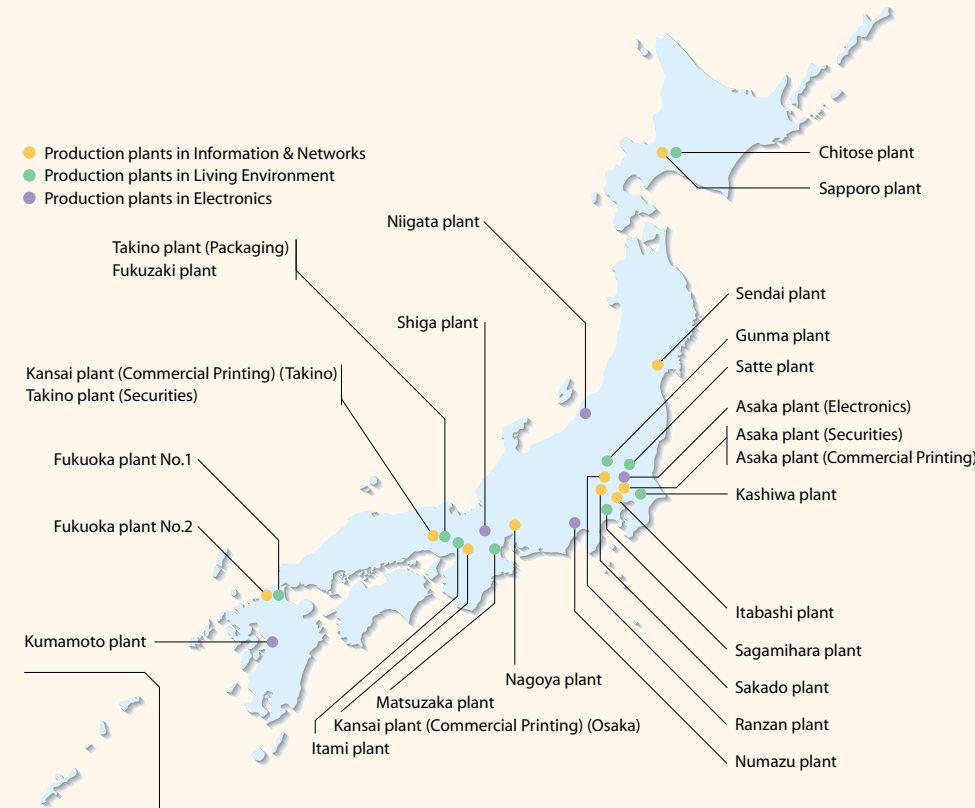 Production plants in Information & Networks
Production plants in Living Environment
Production plants in Electronics
Chitose plant
Sapporo plant
Niigata plant
Takino plant (Packaging)
Fukuzaki plant
Sendai plant
Shiga plant
Gunma plant
Satte plant
Kansai plant (Commercial Printing) (Takino)
Takino plant (Securities)
Asaka plant (Electronics)
Asaka plant (Securities)
Asaka plant (Commercial Printing)
Fukuoka plant No.1
Kashiwa plant
Fukuoka plant No.2
Itabashi plant
Kumamoto plant
Sagamihara plant
Nagoya plant
Sakado plant
Matsuzaka plant
Kansai plant (Commercial Printing) (Osaka)
Ranzan plant
Itami plant
Numazu plant